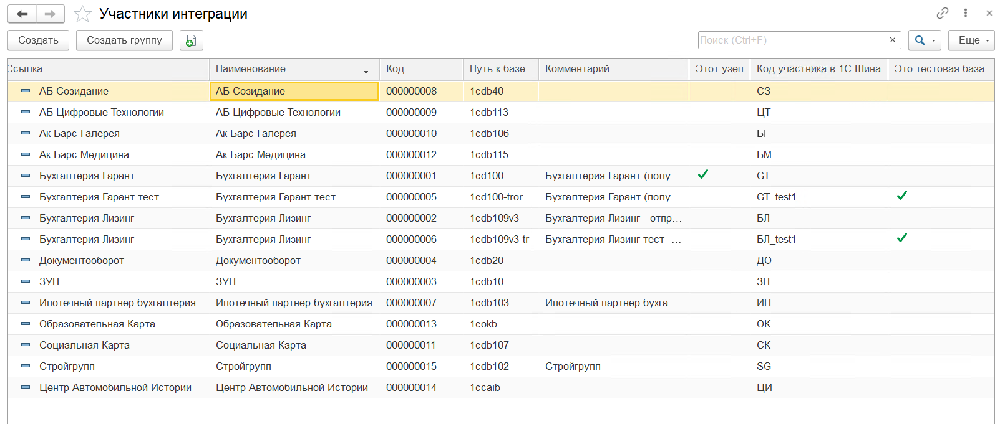 Участники интеграции
Создать Создать группу Поиск (Ctrl+F) Еще
Ссылка Наименование Код Путь к базе Комментарий Этот узел Код участника в 1С:Шина Это тестовая база
АБ Созидание АБ Созидание 000000008 1cdb40 СЗ
АБ Цифровые Технологии АБ Цифровые Технологии 000000009 1cdb113 ЦТ
Ак Барс Галерея Ак Барс Галерея 000000010 1cdb106 БГ
Ак Барс Медицина Ак Барс Медицина 000000012 1cdb115 БМ
Бухгалтерия Гарант Бухгалтерия Гарант 000000001 1cd100 Бухгалтерия Гарант (полу... GT
Бухгалтерия Гарант тест Бухгалтерия Гарант тест 000000005 1cd100-tror Бухгалтерия Гарант (полу... GT_test1
Бухгалтерия Лизинг Бухгалтерия Лизинг 000000002 1cdb109v3 Бухгалтерия Лизинг - отпр... БЛ
Бухгалтерия Лизинг Бухгалтерия Лизинг 000000006 1cdb109v3-tr Бухгалтерия Лизинг тест -... БЛ_test1
Документооборот Документооборот 000000004 1cdb20 ДО
ЗУП ЗУП 000000003 1cdb10 ЗП
Ипотечный партнер бухгалтерия Ипотечный партнер бухгалтерия 000000007 1cdb103 Ипотечный партнер бухга... ИП
Образовательная Карта Образовательная Карта 000000013 1cokb ОК
Социальная Карта Социальная Карта 000000011 1cdb107 СК
Стройгрупп Стройгрупп 000000015 1cdb102 Стройгрупп SG
Центр Автомобильной Истории Центр Автомобильной Истории 000000014 1ccaib ЦИ